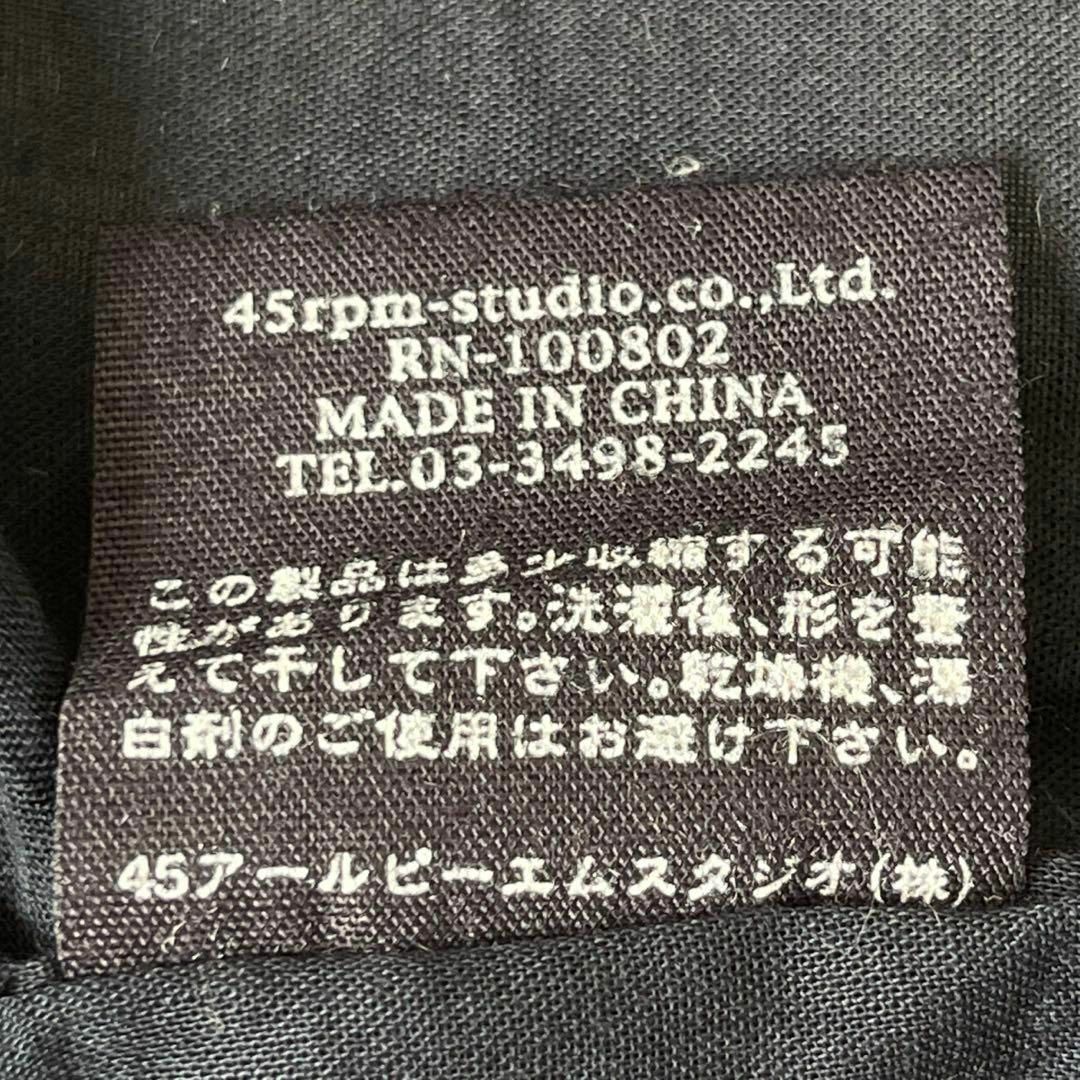 45rpm-studio.co.,Ltd.
RN-100802
MADE IN CHINA
TEL.03-3498-2245
この製品は多少収縮する可能
性があります。洗濯後、形を整
えて干して下さい。乾燥機、漂
白剤のご使用はお避け下さい。
45アールピーエムスタジオ(株)